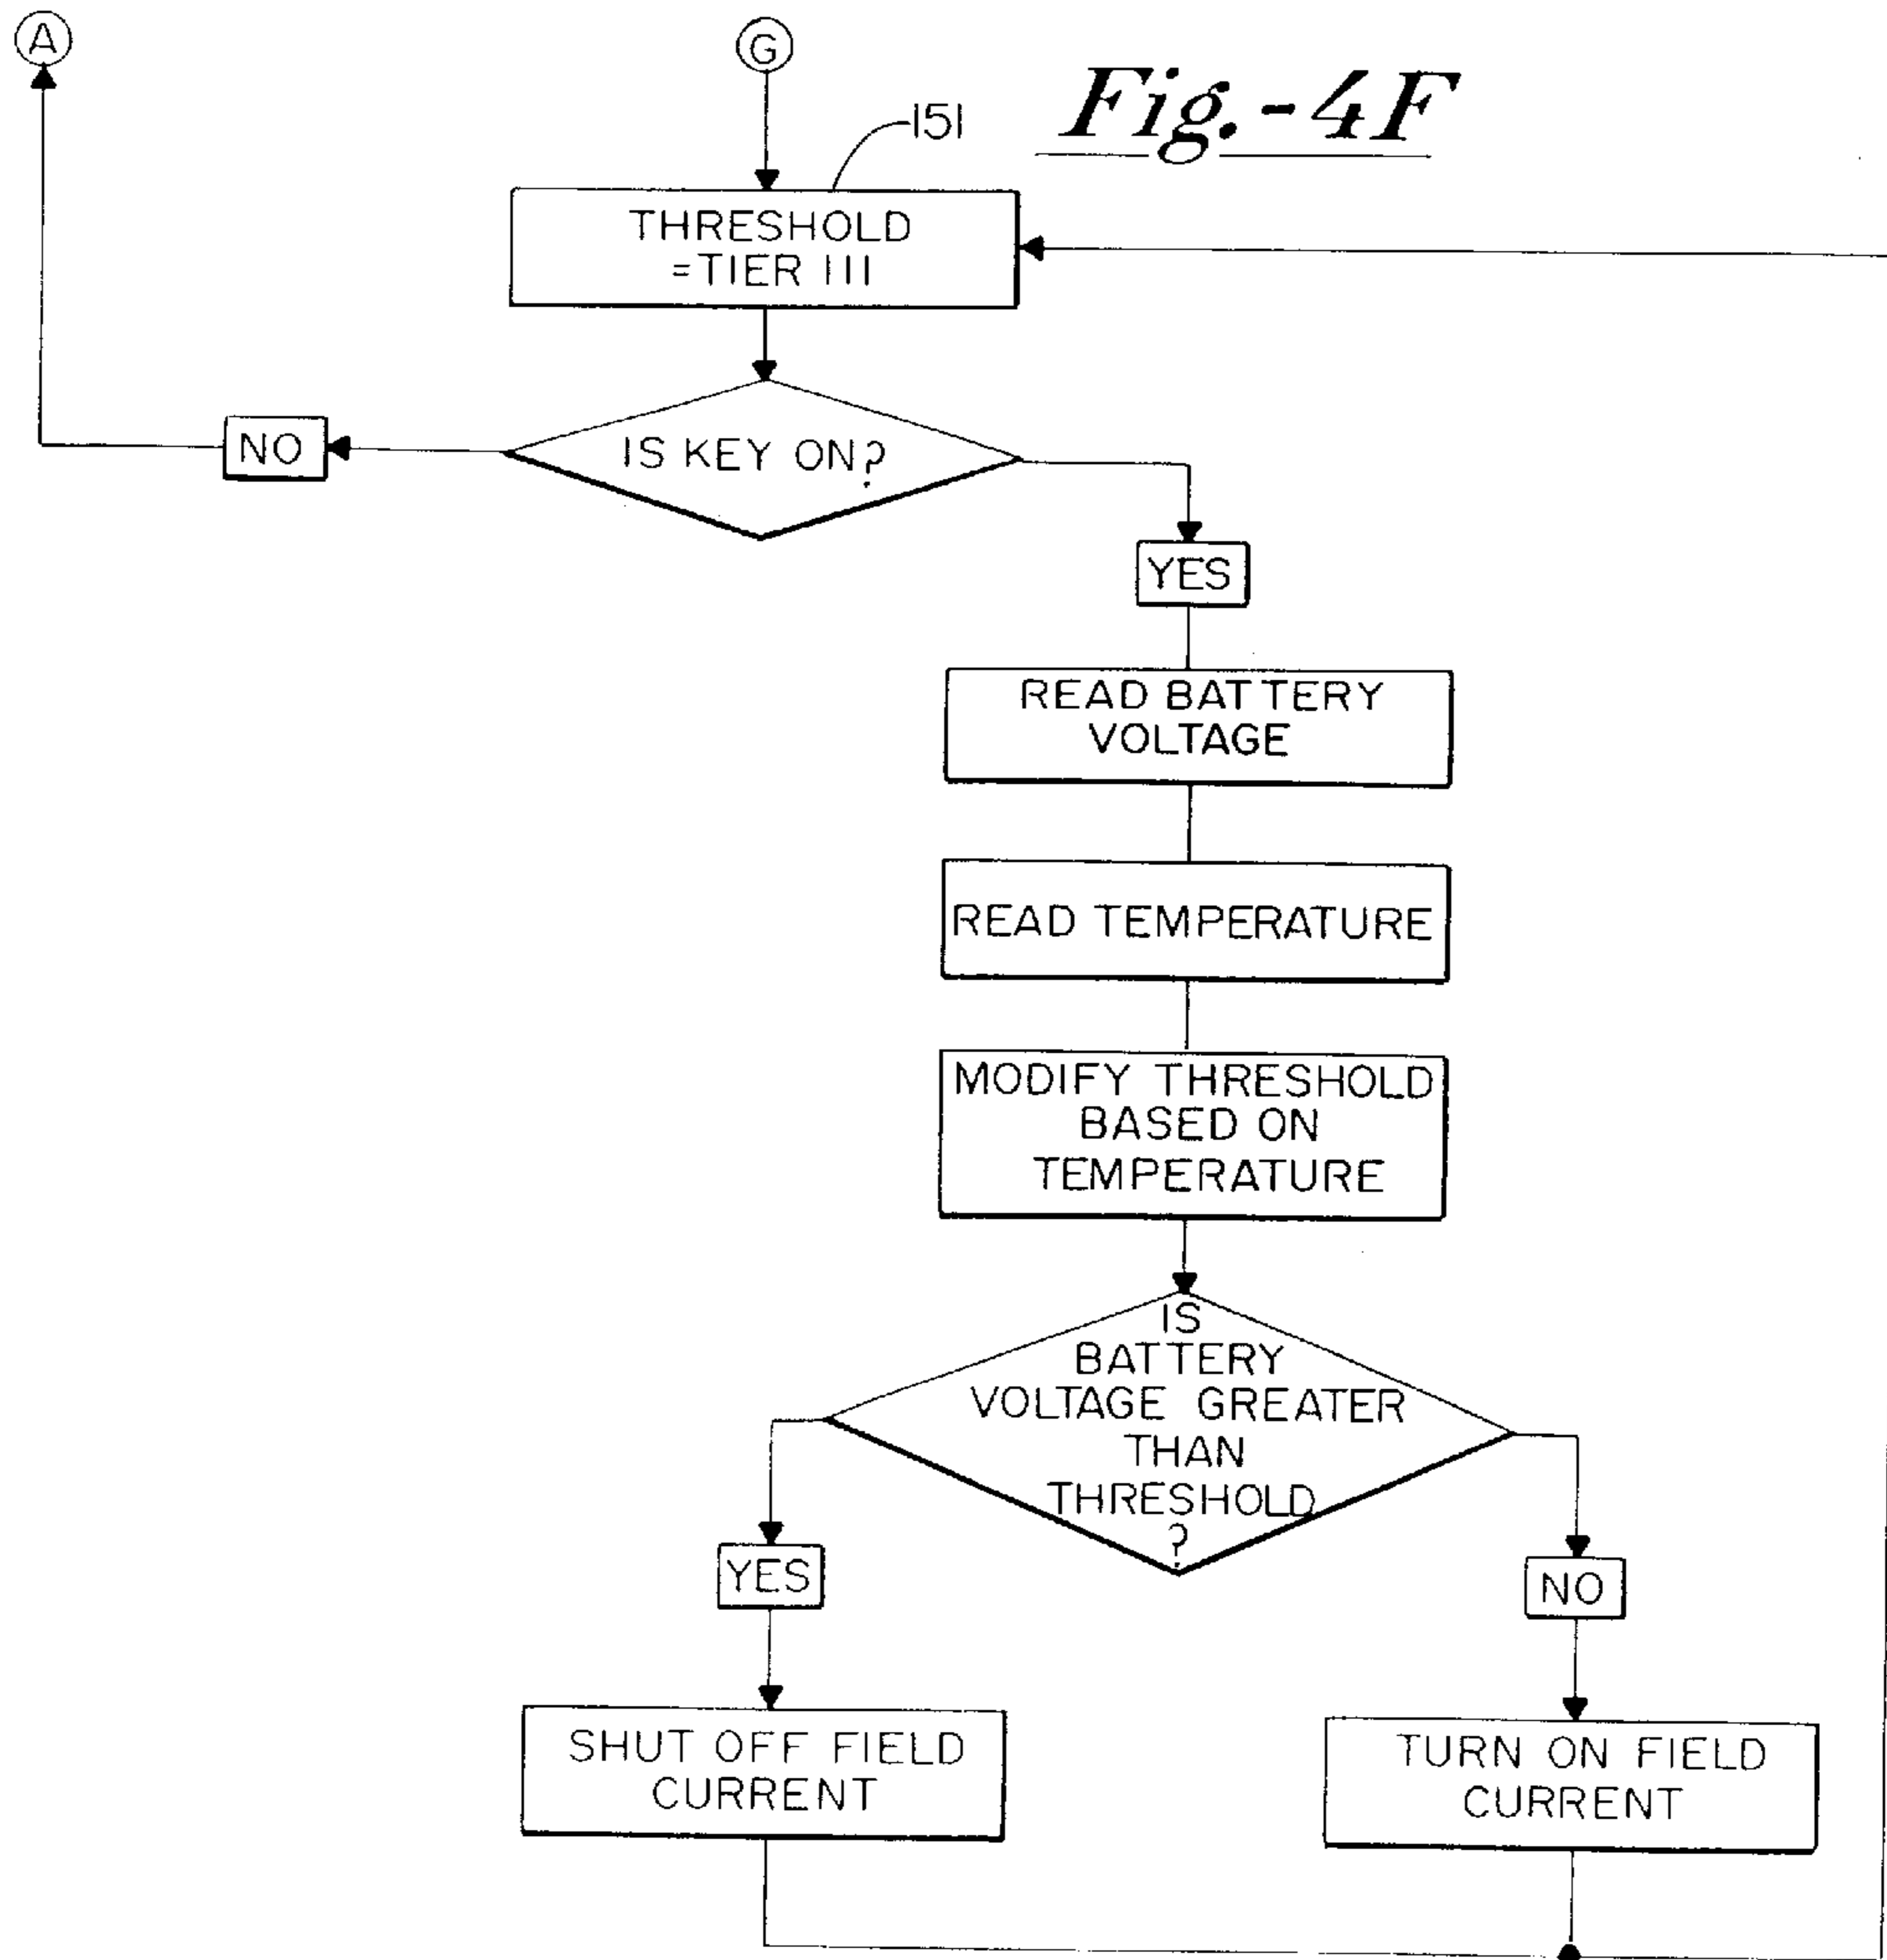 A
G
Fig.-4F
151
THRESHOLD
=TIER III
NO
IS KEY ON?
YES
READ BATTERY
VOLTAGE
READ TEMPERATURE
MODIFY THRESHOLD
BASED ON
TEMPERATURE
IS
BATTERY
VOLTAGE GREATER
THAN
THRESHOLD
?
YES
NO
SHUT OFF FIELD
CURRENT
TURN ON FIELD
CURRENT